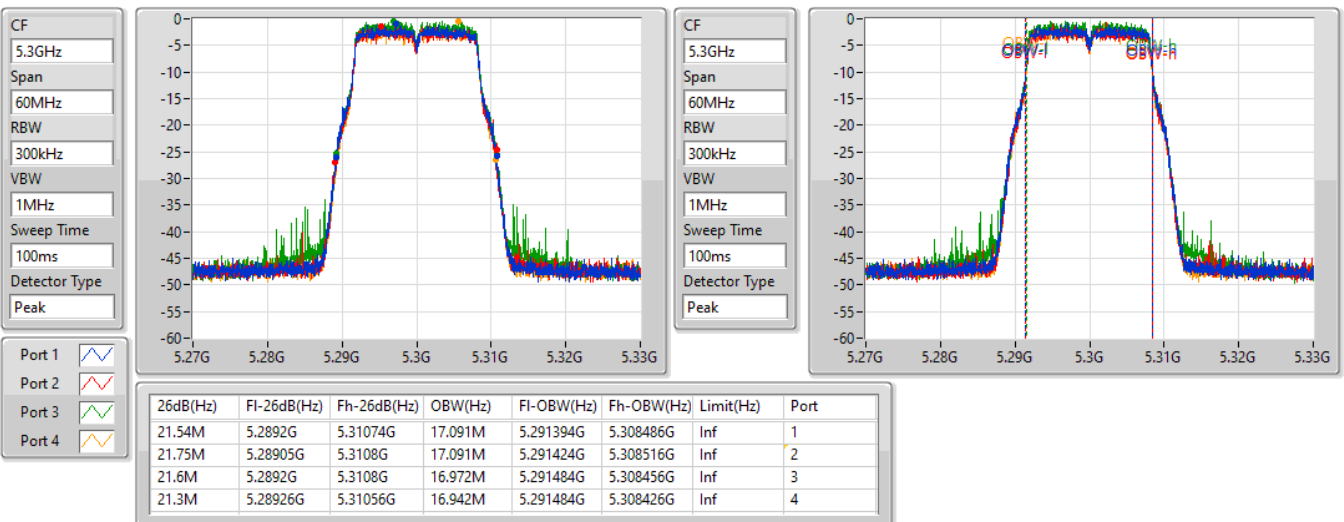 CF
5.3GHz
Span
60MHz
RBW
300kHz
VBW
1MHz
Sweep Time
100ms
Detector Type
Peak
0-
-5-
-10-
-15-
-20-
-25-
-30-
-35-
-40-
-45-
-50-
-55-
-60-
5.27G 5.28G 5.29G 5.3G 5.31G 5.32G 5.33G
CF
5.3GHz
Span
60MHz
RBW
300kHz
VBW
1MHz
Sweep Time
100ms
Detector Type
Peak
0-
-5-
-10-
-15-
-20-
-25-
-30-
-35-
-40-
-45-
-50-
-55-
-60-
OBW-l OBW-h
5.27G 5.28G 5.29G 5.3G 5.31G 5.32G 5.33G
Port 1
Port 2
Port 3
Port 4
26dB(Hz) Fl-26dB(Hz) Fh-26dB(Hz) OBW(Hz) Fl-OBW(Hz) Fh-OBW(Hz) Limit(Hz) Port
21.54M 5.2892G 5.31074G 17.091M 5.291394G 5.308486G Inf 1
21.75M 5.28905G 5.3108G 17.091M 5.291424G 5.308516G Inf 2
21.6M 5.2892G 5.3108G 16.972M 5.291484G 5.308456G Inf 3
21.3M 5.28926G 5.31056G 16.942M 5.291484G 5.308426G Inf 4